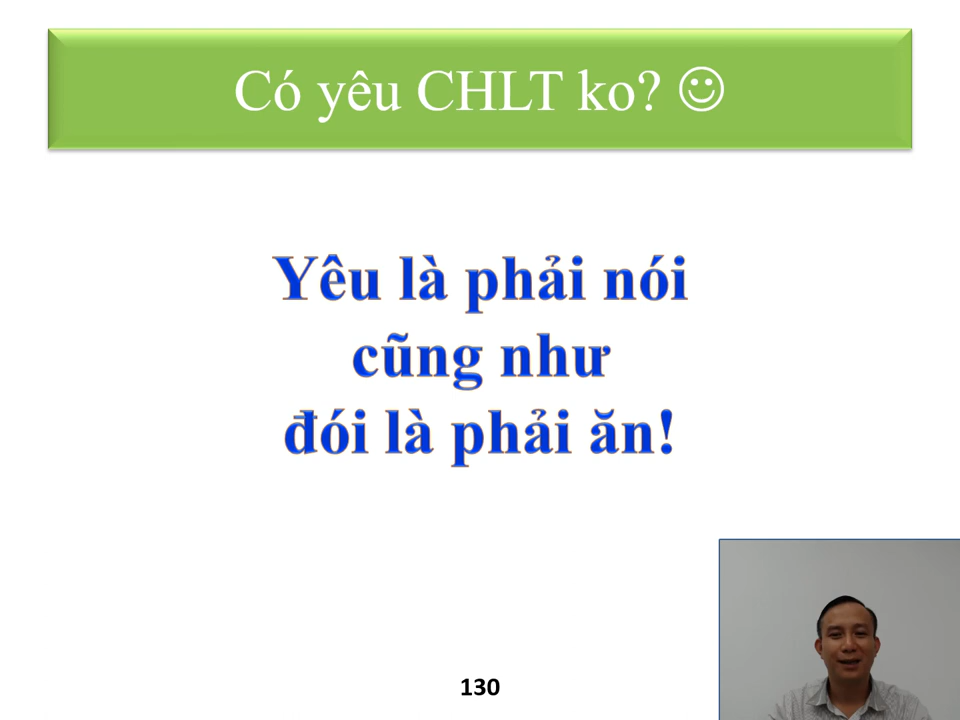 Có yêu CHLT ko? ☺
Yêu là phải nói
cũng như
đói là phải ăn!
130